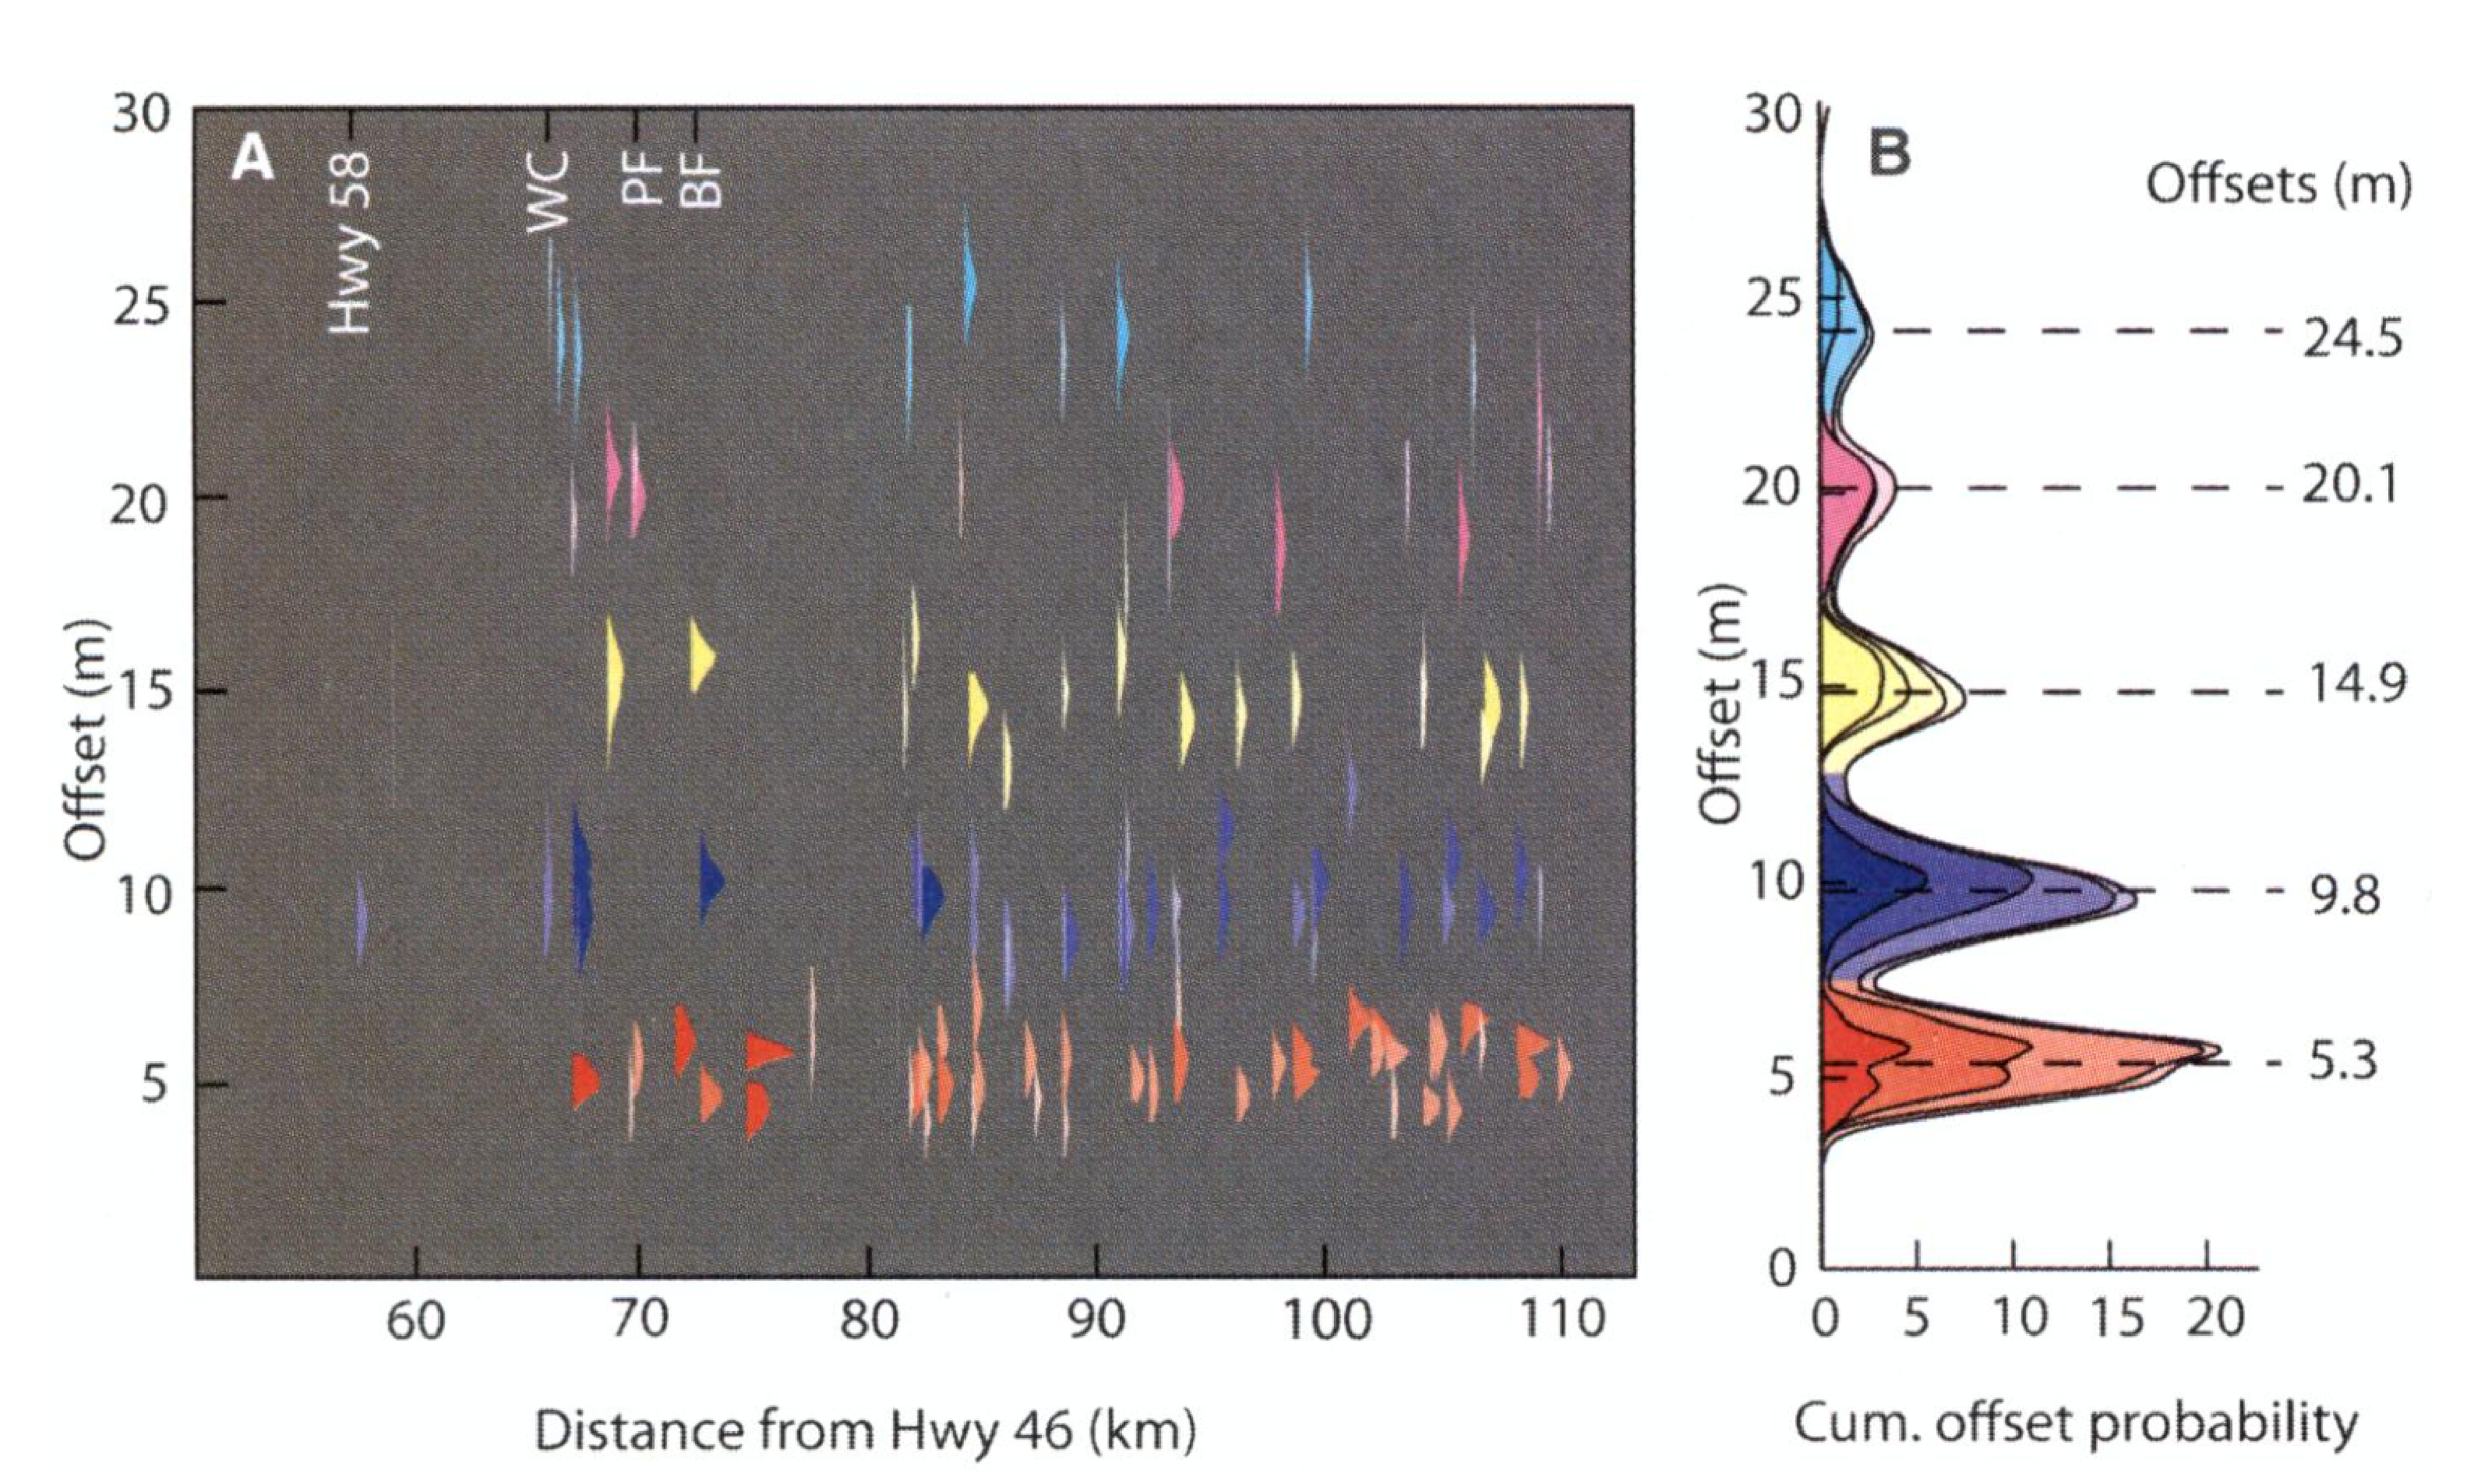 A
Hwy 58
WC
PF
BF
30
25
20
15
10
5
Offset (m)
60 70 80 90 100 110
Distance from Hwy 46 (km)
B
Offsets (m)
30
25
20
15
10
5
0
Offset (m)
24.5
20.1
14.9
9.8
5.3
0 5 10 15 20
Cum. offset probability